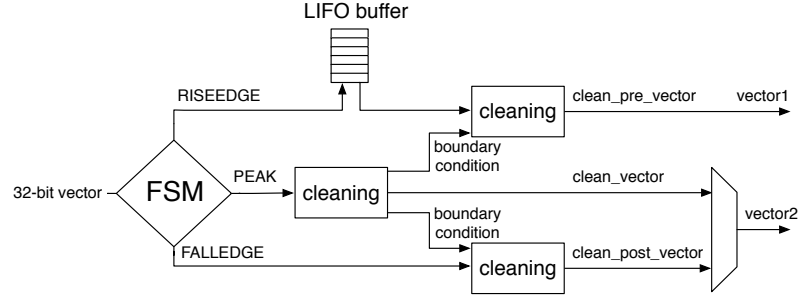 LIFO buffer
RISEEDGE
cleaning
clean_pre_vector
vector1
boundary
condition
32-bit vector
FSM
PEAK
cleaning
clean_vector
boundary
condition
vector2
FALLEDGE
cleaning
clean_post_vector